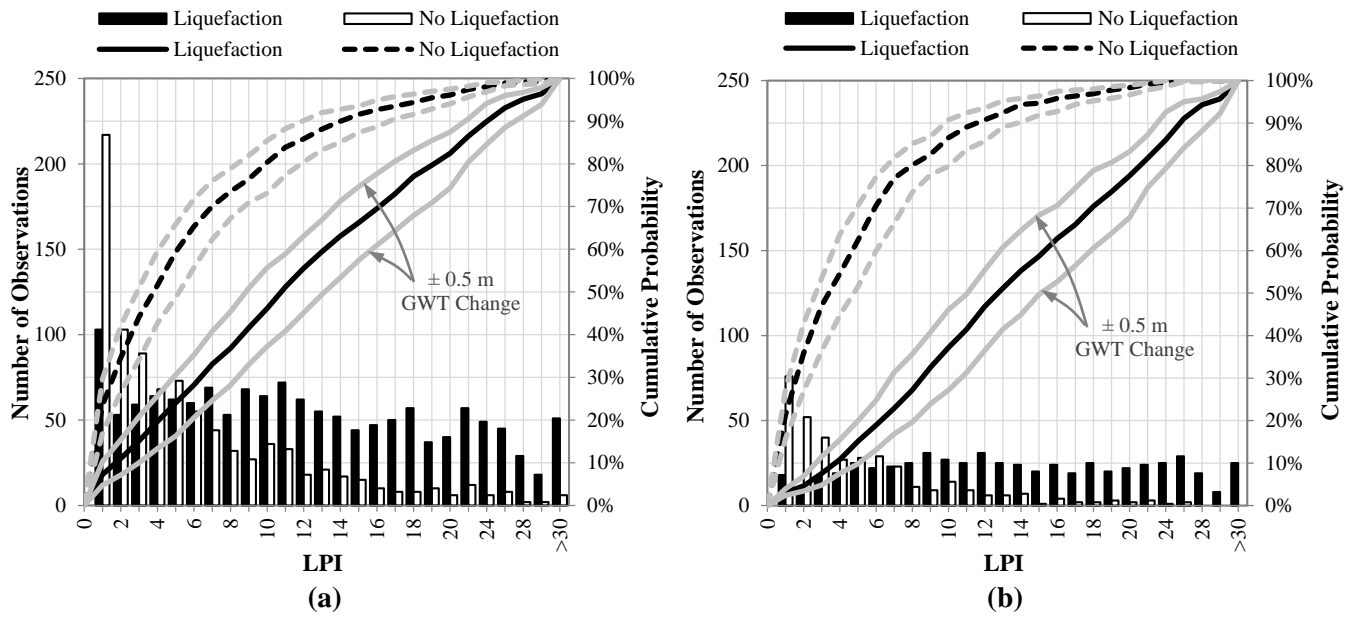 Liquefaction No Liquefaction
Liquefaction No Liquefaction
250
200
150
100
50
0
100%
90%
80%
70%
60%
50%
40%
30%
20%
10%
0%
Number of Observations
Cumulative Probability
± 0.5 m
GWT Change
0 2 4 6 8 10 12 14 16 18 20 24 28 >30
LPI
(a)
Liquefaction No Liquefaction
Liquefaction No Liquefaction
250
200
150
100
50
0
100%
90%
80%
70%
60%
50%
40%
30%
20%
10%
0%
Number of Observations
Cumulative Probability
± 0.5 m
GWT Change
0 2 4 6 8 10 12 14 16 18 20 24 28 >30
LPI
(b)